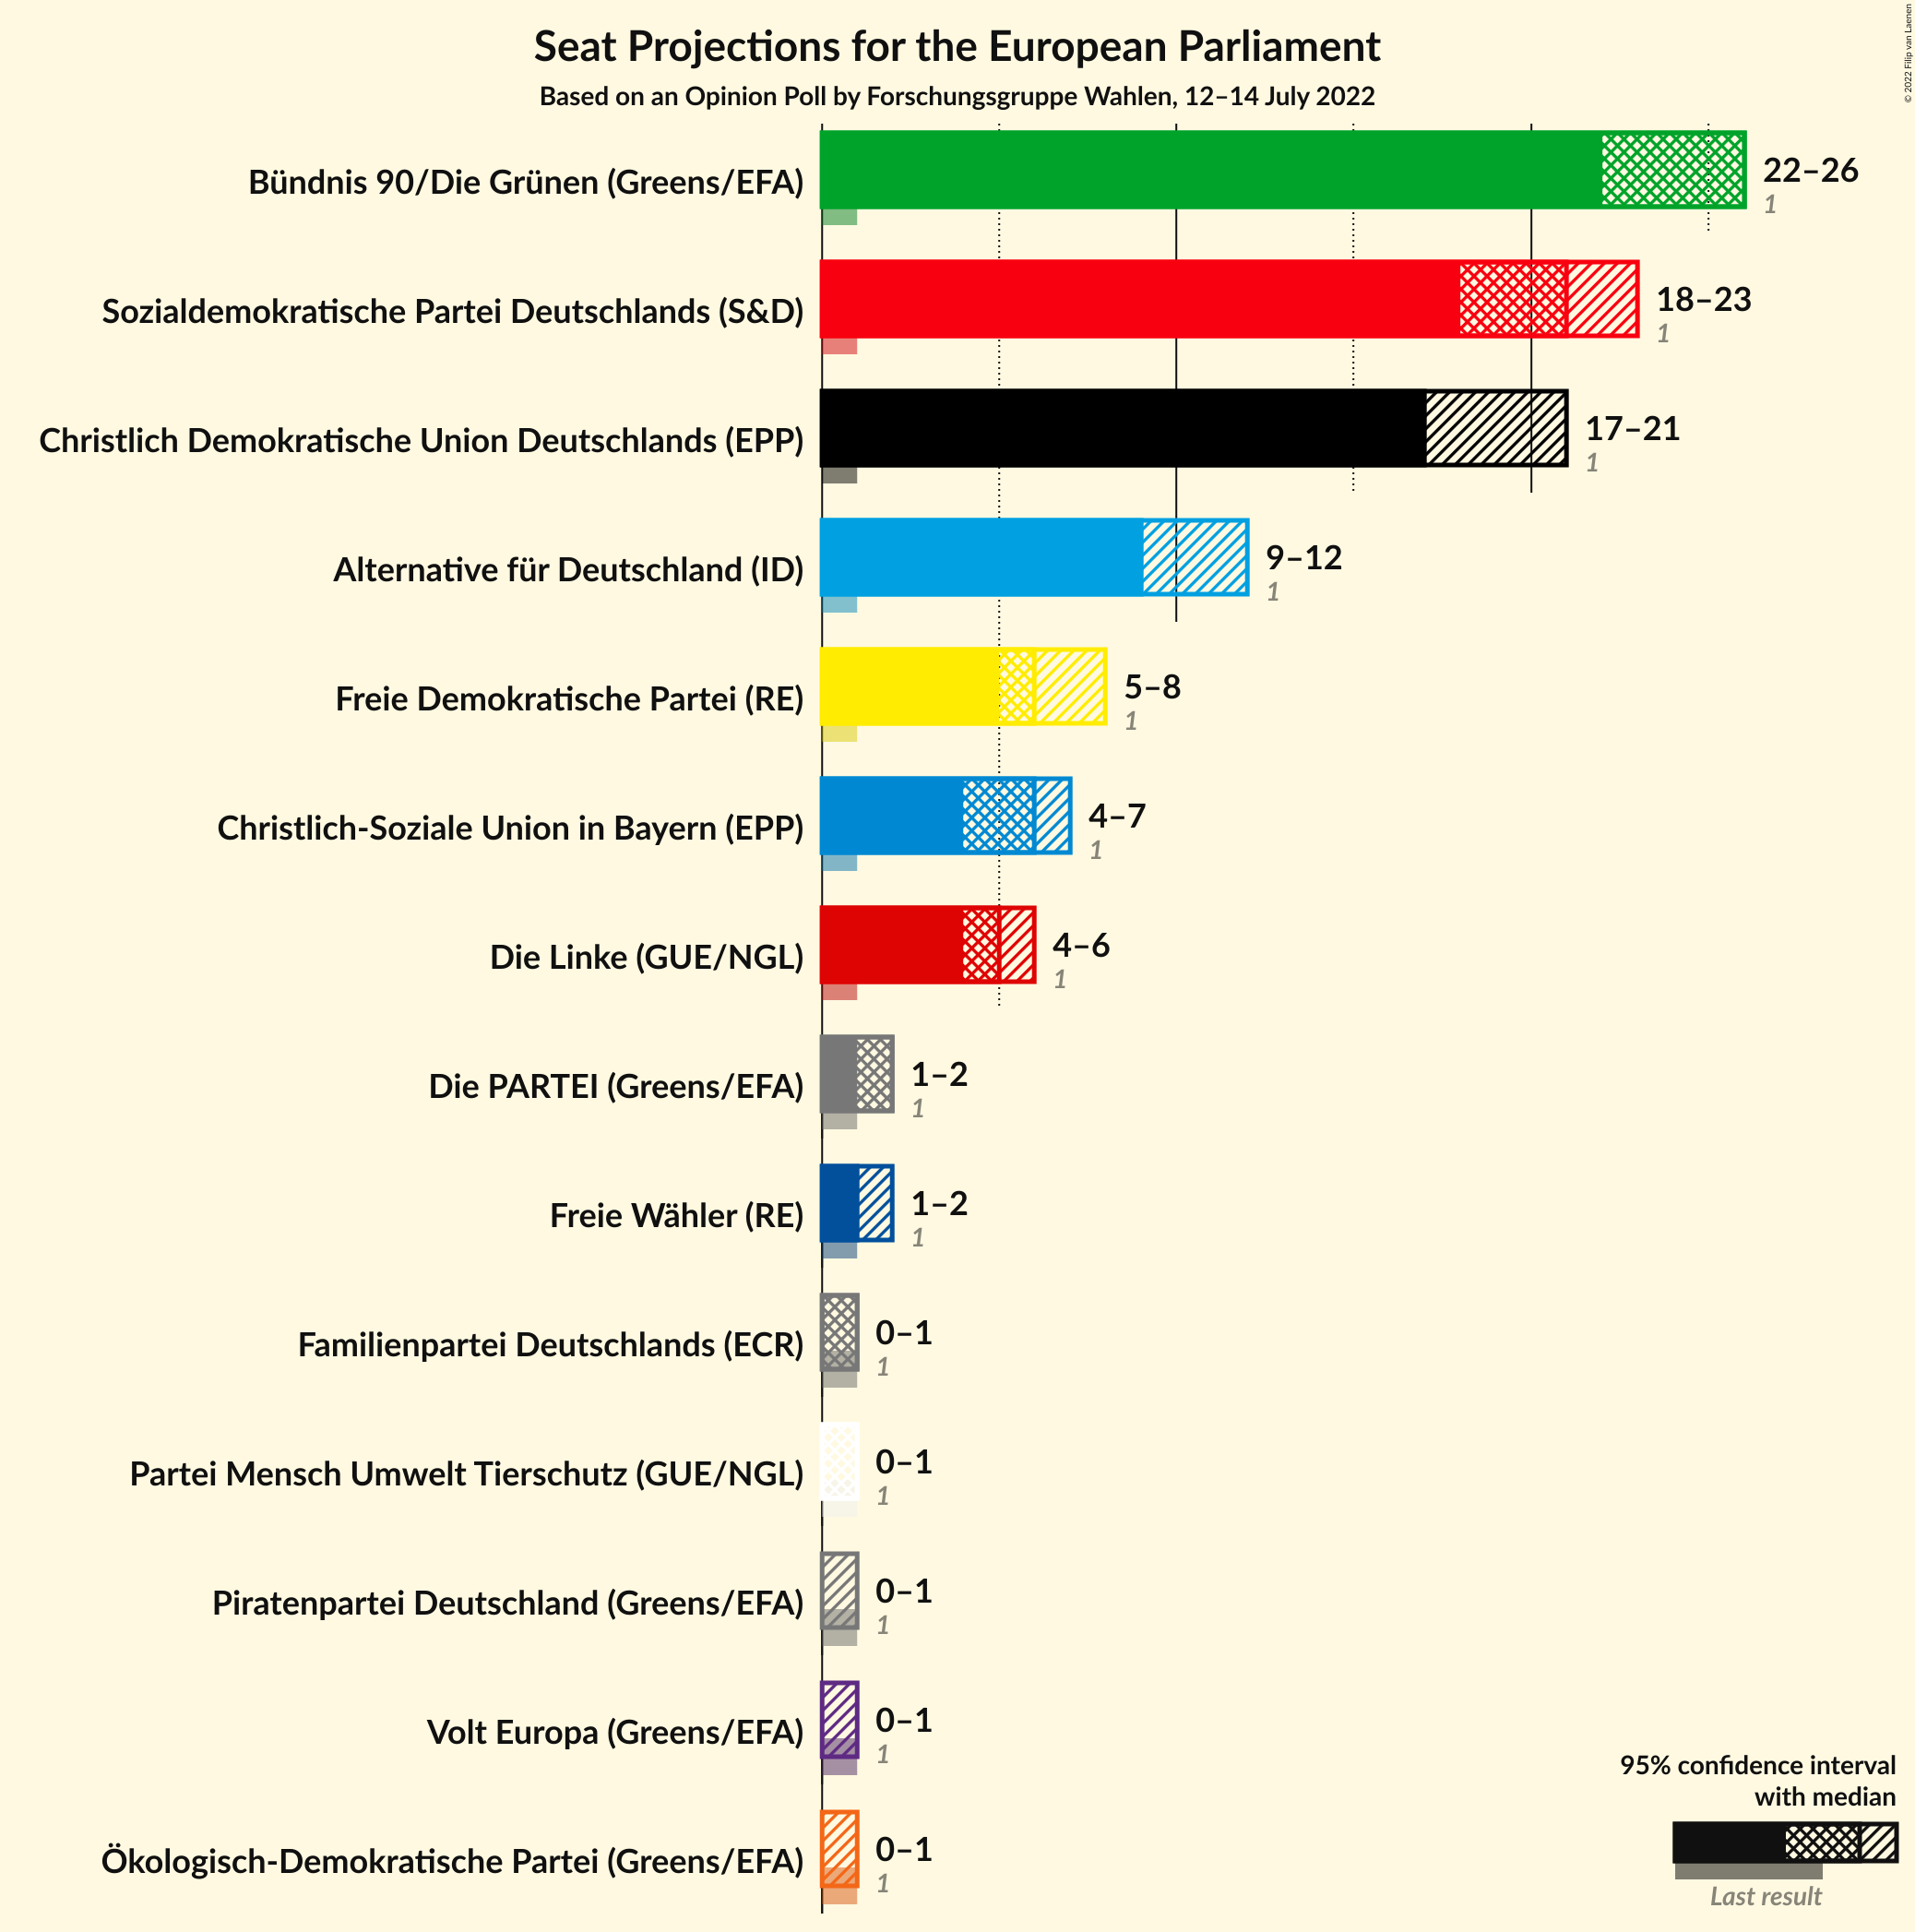 Seat Projections for the European Parliament
Based on an Opinion Poll by Forschungsgruppe Wahlen, 12–14 July 2022
© 2022 Filip van Laenen
Bündnis 90/Die Grünen (Greens/EFA)
22–26
1
Sozialdemokratische Partei Deutschlands (S&D)
18–23
1
Christlich Demokratische Union Deutschlands (EPP)
17–21
1
Alternative für Deutschland (ID)
9–12
1
Freie Demokratische Partei (RE)
5–8
1
Christlich-Soziale Union in Bayern (EPP)
4–7
1
Die Linke (GUE/NGL)
4–6
1
Die PARTEI (Greens/EFA)
1–2
1
Freie Wähler (RE)
1–2
1
Familienpartei Deutschlands (ECR)
0–1
1
Partei Mensch Umwelt Tierschutz (GUE/NGL)
0–1
1
Piratenpartei Deutschland (Greens/EFA)
0–1
1
Volt Europa (Greens/EFA)
0–1
1
Ökologisch-Demokratische Partei (Greens/EFA)
0–1
1
95% confidence interval
with median
Last result